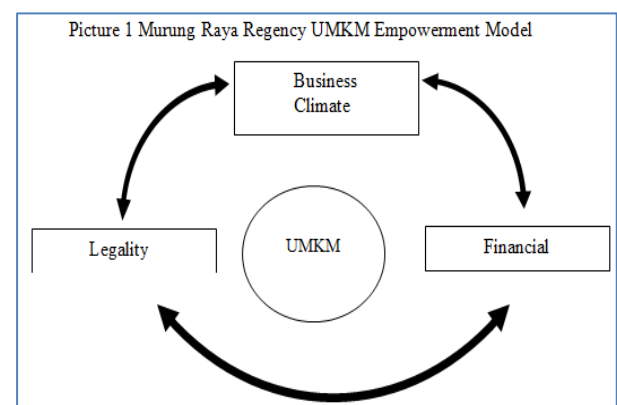 Picture 1 Murung Raya Regency UMKM Empowerment Model
Business
Climate
Legality
UMKM
Financial